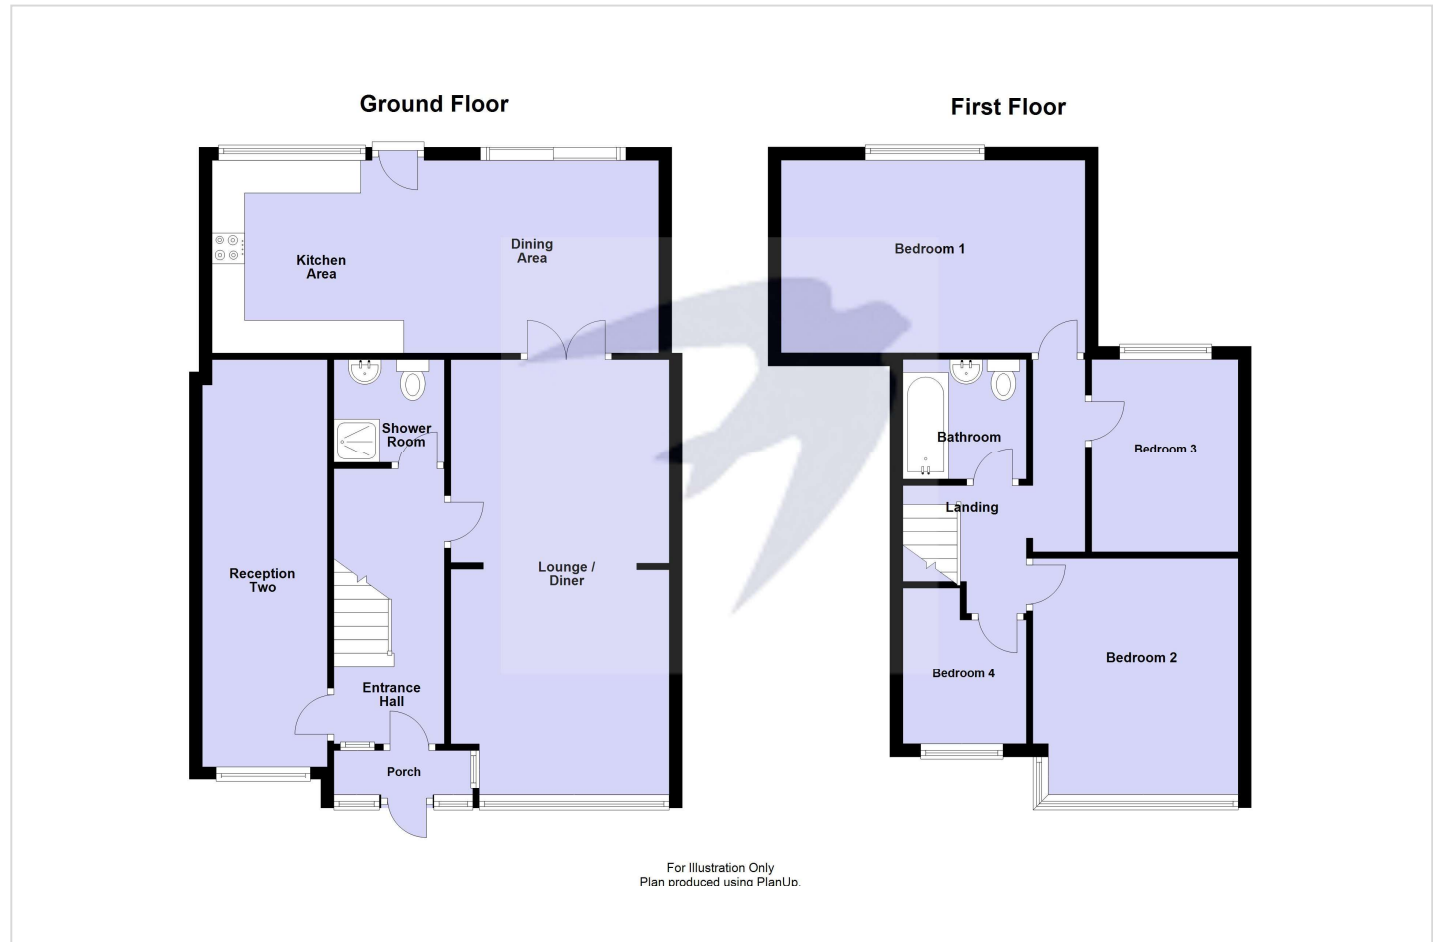 Ground Floor
First Floor
Kitchen
Area
Dining
Area
Bedroom 1
Shower
Room
Bathroom
Bedroom 3
Landing
Reception
Two
Lounge /
Diner
Entrance
Hall
Bedroom 4
Bedroom 2
Porch
For Illustration Only
Plan produced using PlanUp.